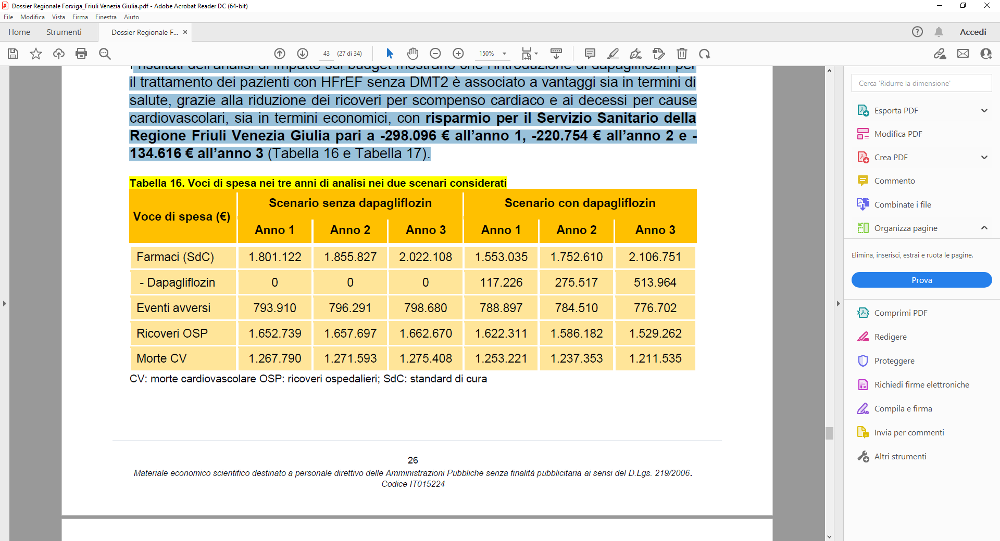 Dossier Regionale Forxiga_Friuli Venezia Giulia.pdf - Adobe Acrobat Reader DC (64-bit)
File Modifica Vista Firma Finestra Aiuto
Home Strumenti Dossier Regionale F... × Accedi
43 (27 di 34) 150%
I risultati dell'analisi di impatto sul budget mostrano che l'introduzione di dapagliflozin per
il trattamento dei pazienti con HFrEF senza DMT2 è associato a vantaggi sia in termini di
salute, grazie alla riduzione dei ricoveri per scompenso cardiaco e ai decessi per cause
cardiovascolari, sia in termini economici, con risparmio per il Servizio Sanitario della
Regione Friuli Venezia Giulia pari a -298.096 € all'anno 1, -220.754 € all'anno 2 e -
134.616 € all'anno 3 (Tabella 16 e Tabella 17).
Tabella 16. Voci di spesa nei tre anni di analisi nei due scenari considerati
Voce di spesa (€) Scenario senza dapagliflozin Scenario con dapagliflozin
Anno 1 Anno 2 Anno 3 Anno 1 Anno 2 Anno 3
Farmaci (SdC) 1.801.122 1.855.827 2.022.108 1.553.035 1.752.610 2.106.751
- Dapagliflozin 0 0 0 117.226 275.517 513.964
Eventi avversi 793.910 796.291 798.680 788.897 784.510 776.702
Ricoveri OSP 1.652.739 1.657.697 1.662.670 1.622.311 1.586.182 1.529.262
Morte CV 1.267.790 1.271.593 1.275.408 1.253.221 1.237.353 1.211.535
CV: morte cardiovascolare OSP: ricoveri ospedalieri; SdC: standard di cura
26
Materiale economico scientifico destinato a personale direttivo delle Amministrazioni Pubbliche senza finalità pubblicitaria ai sensi del D.Lgs. 219/2006.
Codice IT015224
Cerca 'Ridurre la dimensione'
Esporta PDF
Modifica PDF
Crea PDF
Commento
Combinate i file
Organizza pagine
Elimina, inserisci, estrai e ruota le pagine.
Prova
Comprimi PDF
Redigere
Proteggere
Richiedi firme elettroniche
Compila e firma
Invia per commenti
Altri strumenti